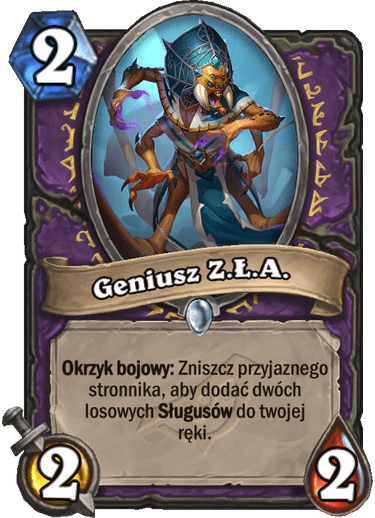 2
Geniusz Z.Ł.A.
Okrzyk bojowy: Zniszcz przyjaznego
stronnika, aby dodać dwóch
losowych Sługusów do twojej
ręki.
2
2